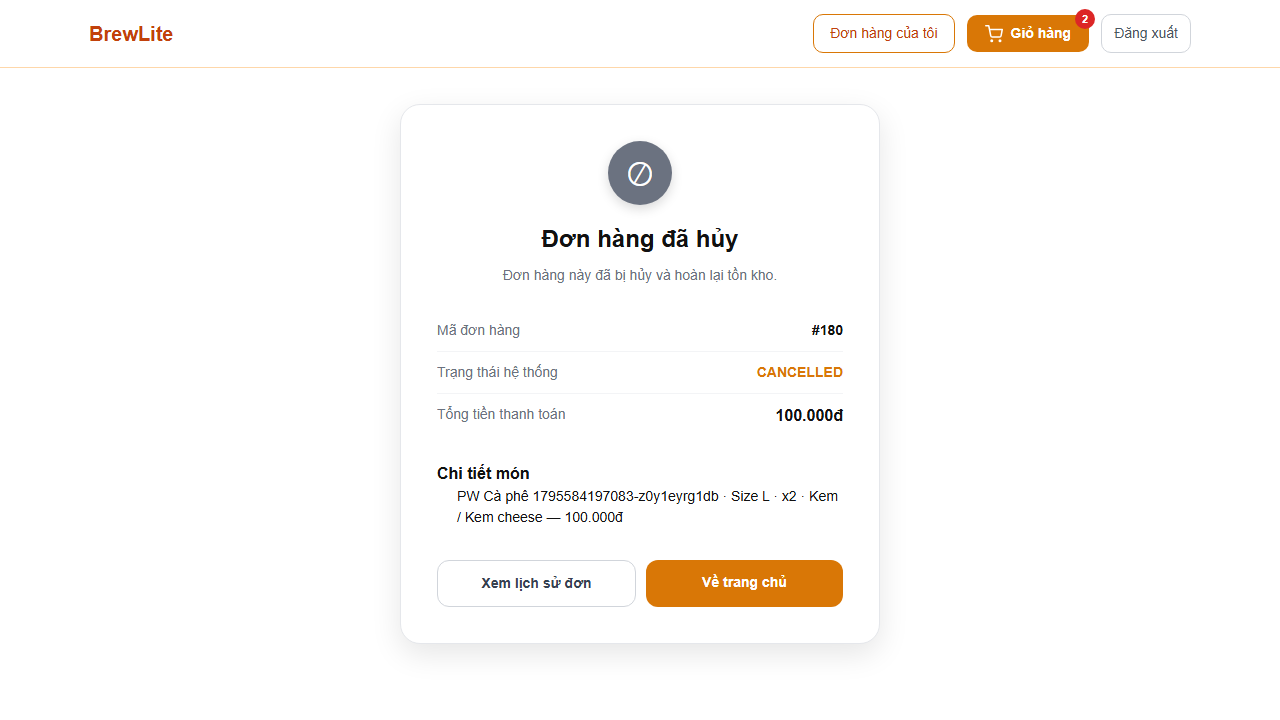 BrewLite
Đơn hàng của tôi
Giỏ hàng
2
Đăng xuất
Đơn hàng đã hủy
Đơn hàng này đã bị hủy và hoàn lại tồn kho.
Mã đơn hàng
#180
Trạng thái hệ thống
CANCELLED
Tổng tiền thanh toán
100.000đ
Chi tiết món
PW Cà phê 1795584197083-z0y1eyrg1db · Size L · x2 · Kem
/ Kem cheese — 100.000đ
Xem lịch sử đơn
Về trang chủ